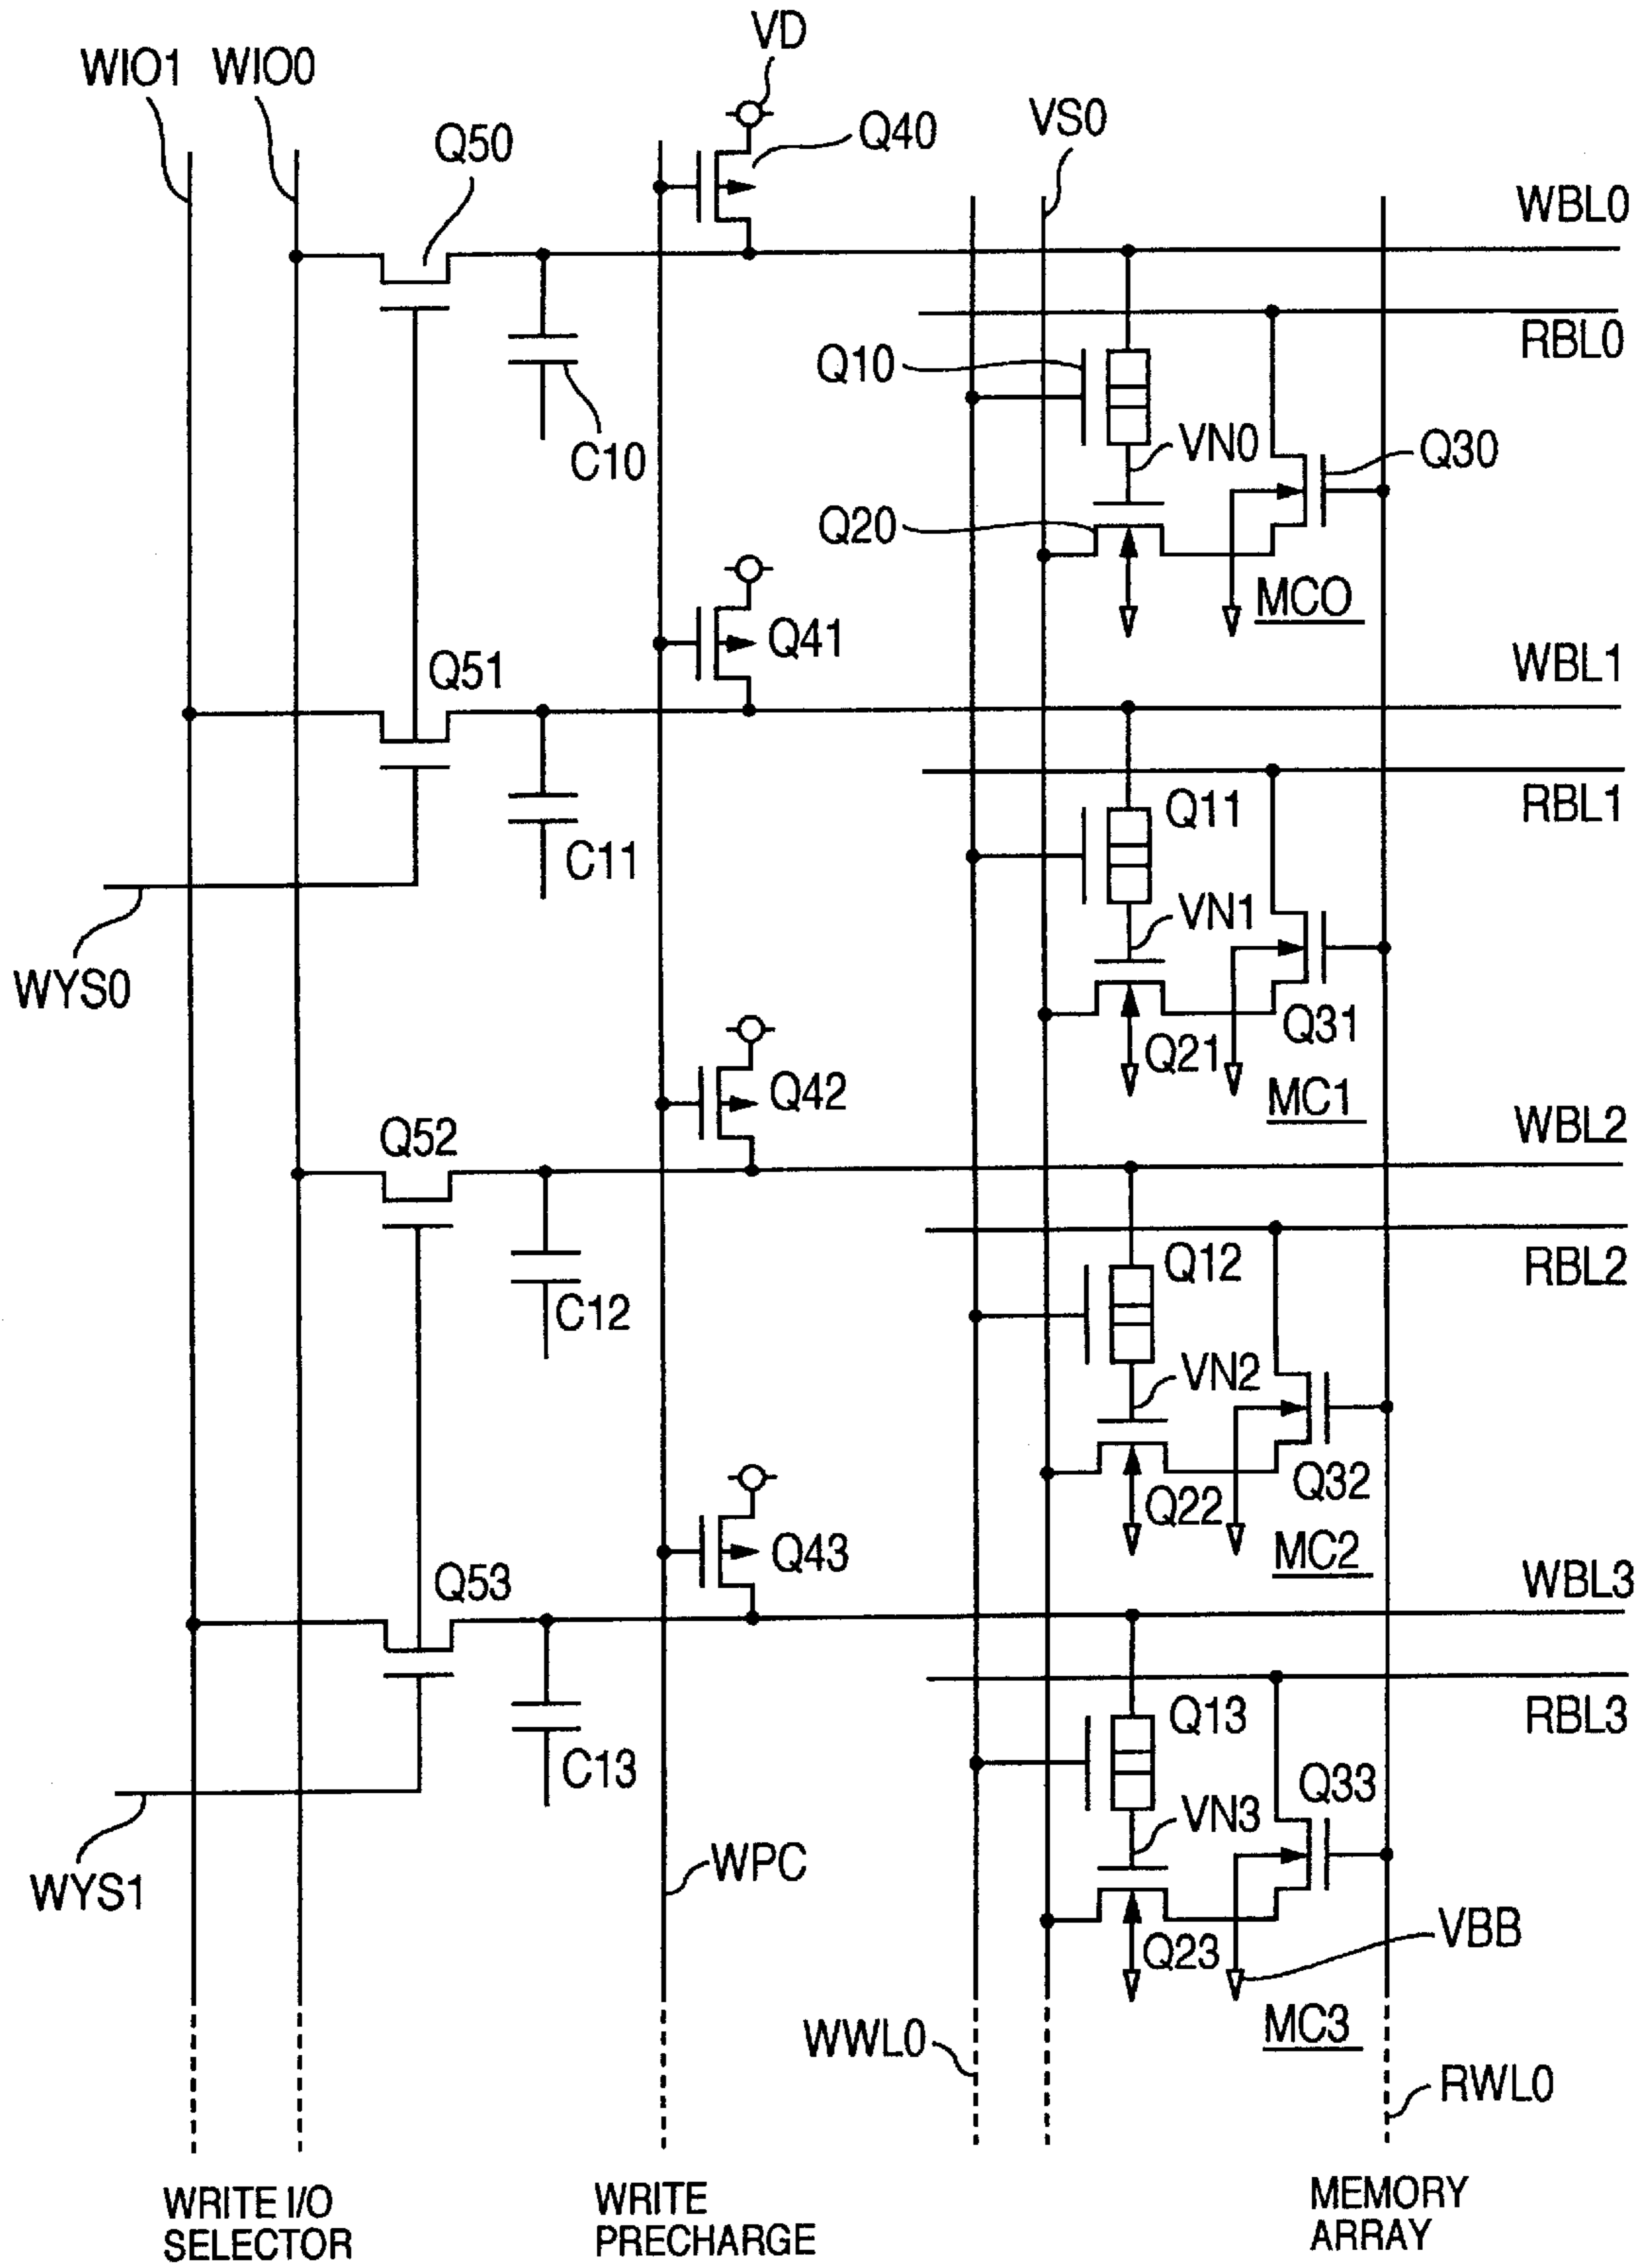 VD
WIO1 WIO0
Q40
VS0
Q50
WBL0
RBL0
Q10
C10
VN0
Q30
Q20
MCO
Q41
WBL1
Q51
RBL1
Q11
C11
VN1
WYS0
Q31
Q21
Q42
MC1
WBL2
Q52
Q12
RBL2
C12
VN2
Q32
Q22
Q43
MC2
WBL3
Q53
Q13
RBL3
C13
Q33
VN3
WPC
WYS1
VBB
Q23
MC3
WWL0
RWL0
WRITE I/O
SELECTOR
WRITE
PRECHARGE
MEMORY
ARRAY